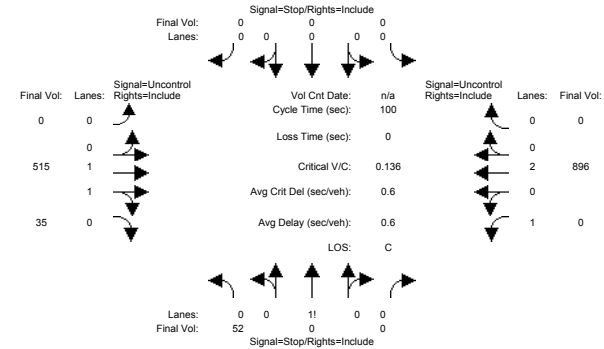 Signal=Stop/Rights=Include
Final Vol: 0 0 0
Lanes: 0 0 0 0 0
Signal=Uncontrol Signal=Uncontrol
Final Vol: Lanes: Rights=Include Vol Cnt Date: n/a Rights=Include Lanes: Final Vol:
Cycle Time (sec): 100
0 0 0 0
Loss Time (sec): 0
0 0
515 1 Critical V/C: 0.136 2 896
1 Avg Crit Del (sec/veh): 0.6 0
35 0 Avg Delay (sec/veh): 0.6 1 0
LOS: C
Lanes: 0 0 1! 0 0
Final Vol: 52 0 0
Signal=Stop/Rights=Include